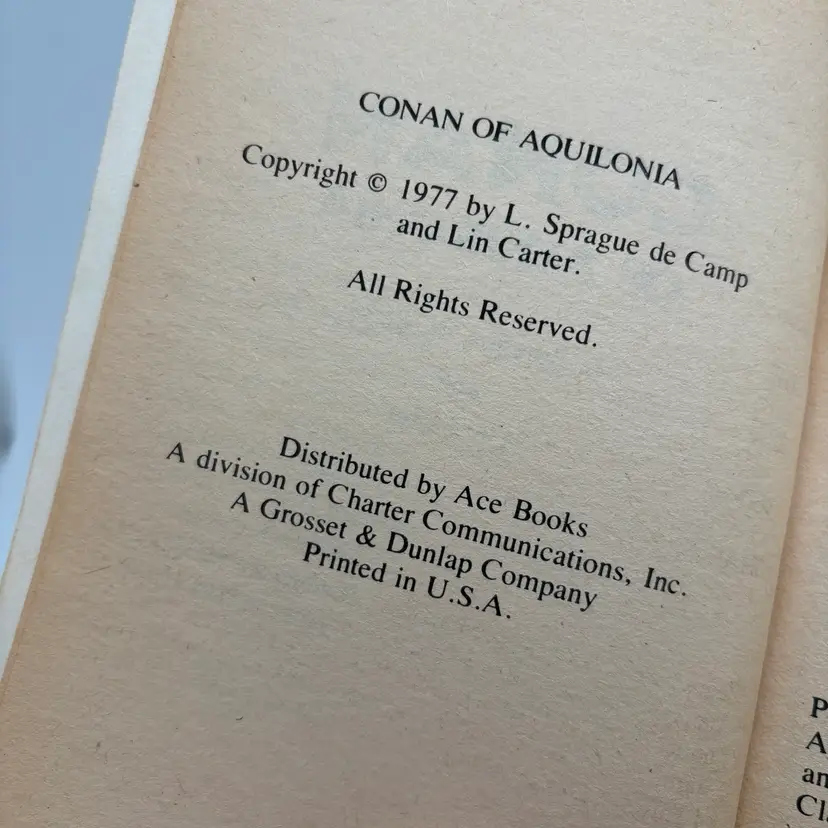 CONAN OF AQUILONIA
Copyright © 1977 by L. Sprague de Camp
and Lin Carter.
All Rights Reserved.
Distributed by Ace Books
A division of Charter Communications, Inc.
A Grosset & Dunlap Company
Printed in U.S.A.